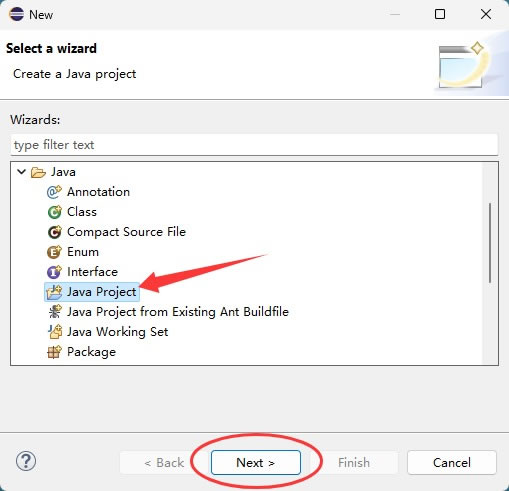 New
Select a wizard
Create a Java project
Wizards:
type filter text
Java
Annotation
Class
Compact Source File
Enum
Interface
Java Project
Java Project from Existing Ant Buildfile
Java Working Set
Package
< Back
Next >
Finish
Cancel